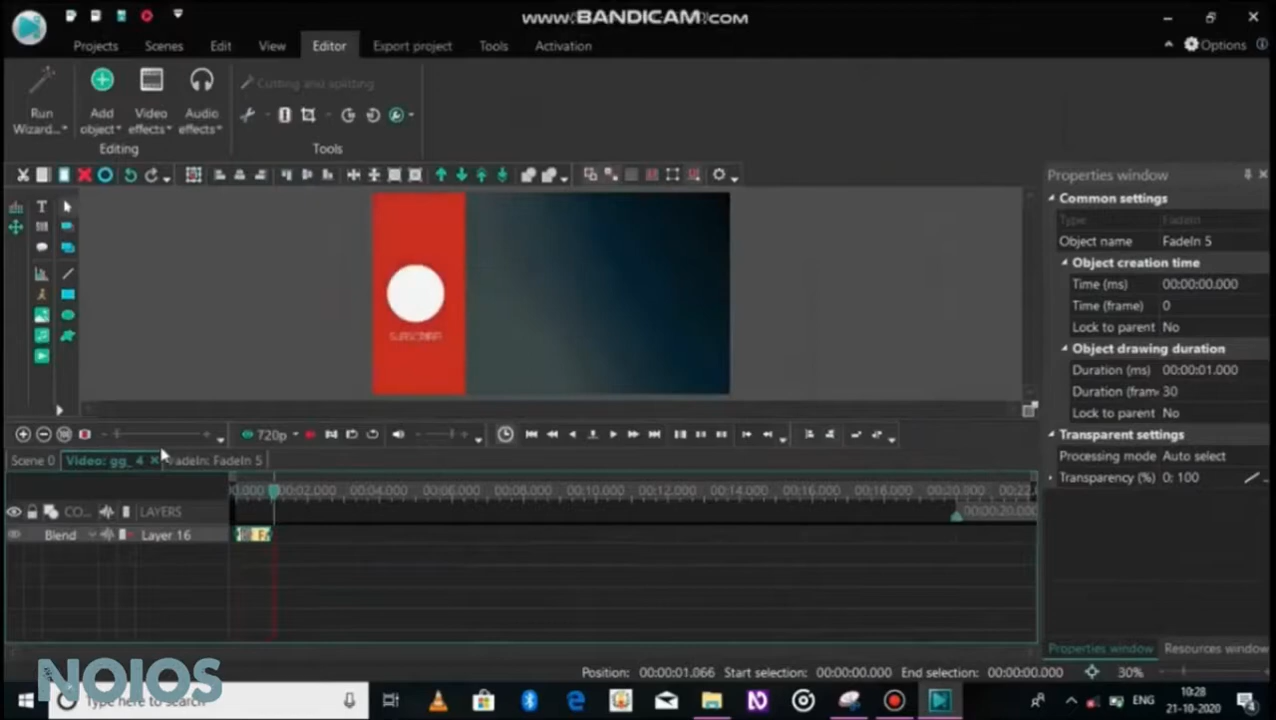 www.BANDICAM.com
Projects Scenes Edit View Editor Export project Tools Activation
Options
Cutting and splitting
Run Wizard...
Add object
Video effects
Audio effects
Editing
Tools
Properties window
Common settings
Type FadeIn
Object name FadeIn 5
Object creation time
Time (ms) 00:00:00.000
Time (frame) 0
Lock to parent No
Object drawing duration
Duration (ms) 00:00:01.000
Duration (fram 30
Lock to parent No
Transparent settings
Processing mode Auto select
Transparency (%) 0; 100
SUBSCRIBE
720p
Scene 0 Video: gg_ 4 FadeIn: FadeIn 5
00:02.000 00:04.000 00:06.000 00:08.000 00:10.000 00:12.000 00:14.000 00:16.000 00:18.000 00:20.000 00:22.
00:00:20.000
CO... LAYERS
Blend Layer 16
Properties window Resources window
Position: 00:00:01.066 Start selection: 00:00:00.000 End selection: 00:00:00.000 30%
NOIOS
Type here to search
ENG
10:28
21-10-2020